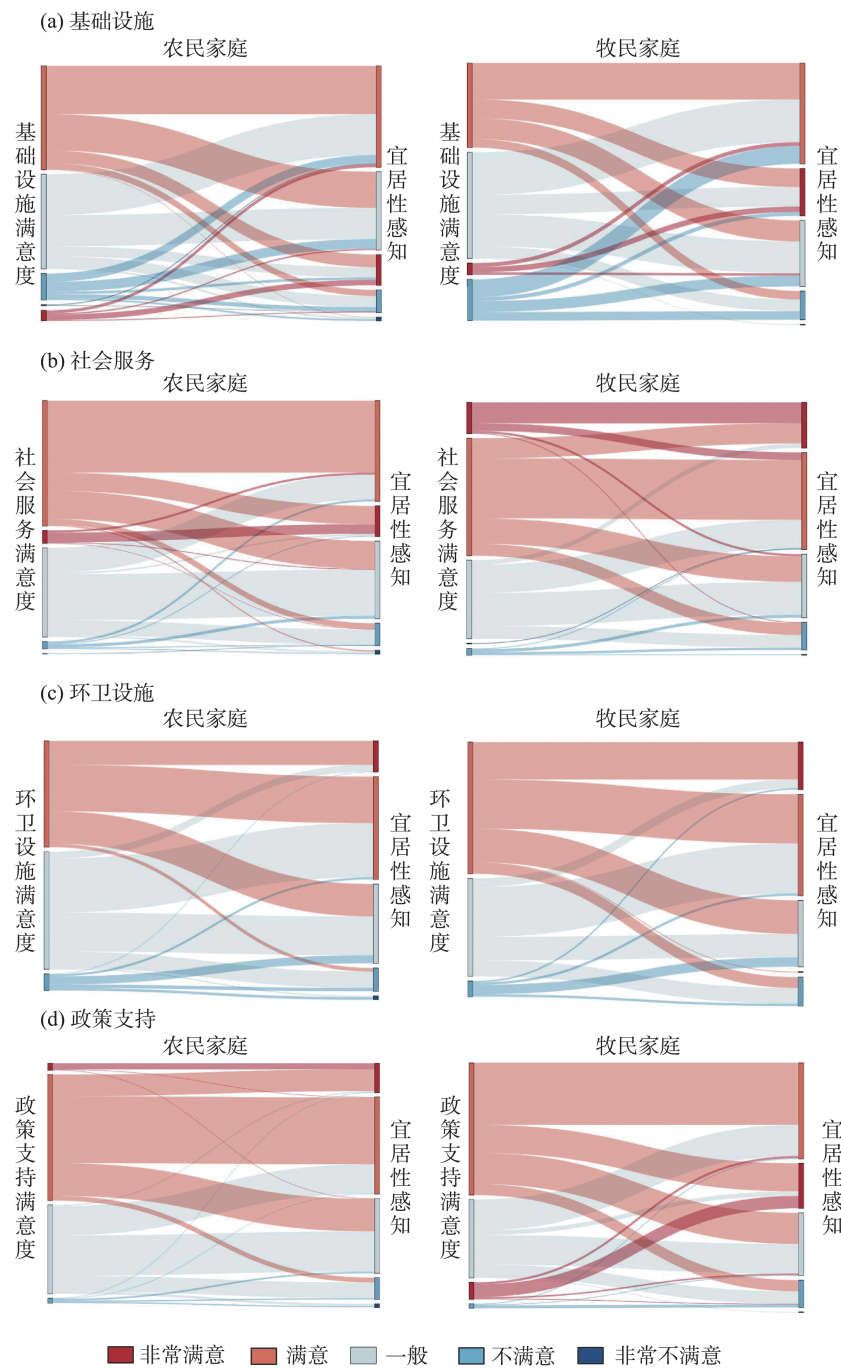 (a) 基础设施
农民家庭
牧民家庭
基础设施满意度
宜居性感知
基础设施满意度
宜居性感知
(b) 社会服务
农民家庭
牧民家庭
社会服务满意度
宜居性感知
社会服务满意度
宜居性感知
(c) 环卫设施
农民家庭
牧民家庭
环卫设施满意度
宜居性感知
环卫设施满意度
宜居性感知
(d) 政策支持
农民家庭
牧民家庭
政策支持满意度
宜居性感知
政策支持满意度
宜居性感知
非常满意 满意 一般 不满意 非常不满意